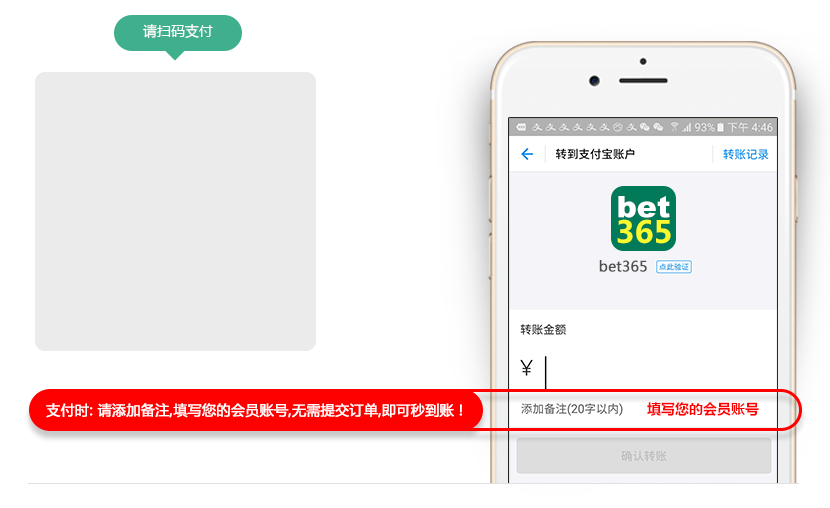 请扫码支付
93% 下午 4:46
转到支付宝账户
转账记录
bet
365
bet365 点此验证
转账金额
¥
支付时: 请添加备注,填写您的会员账号,无需提交订单,即可秒到账！
添加备注(20字以内) 填写您的会员账号
确认转账